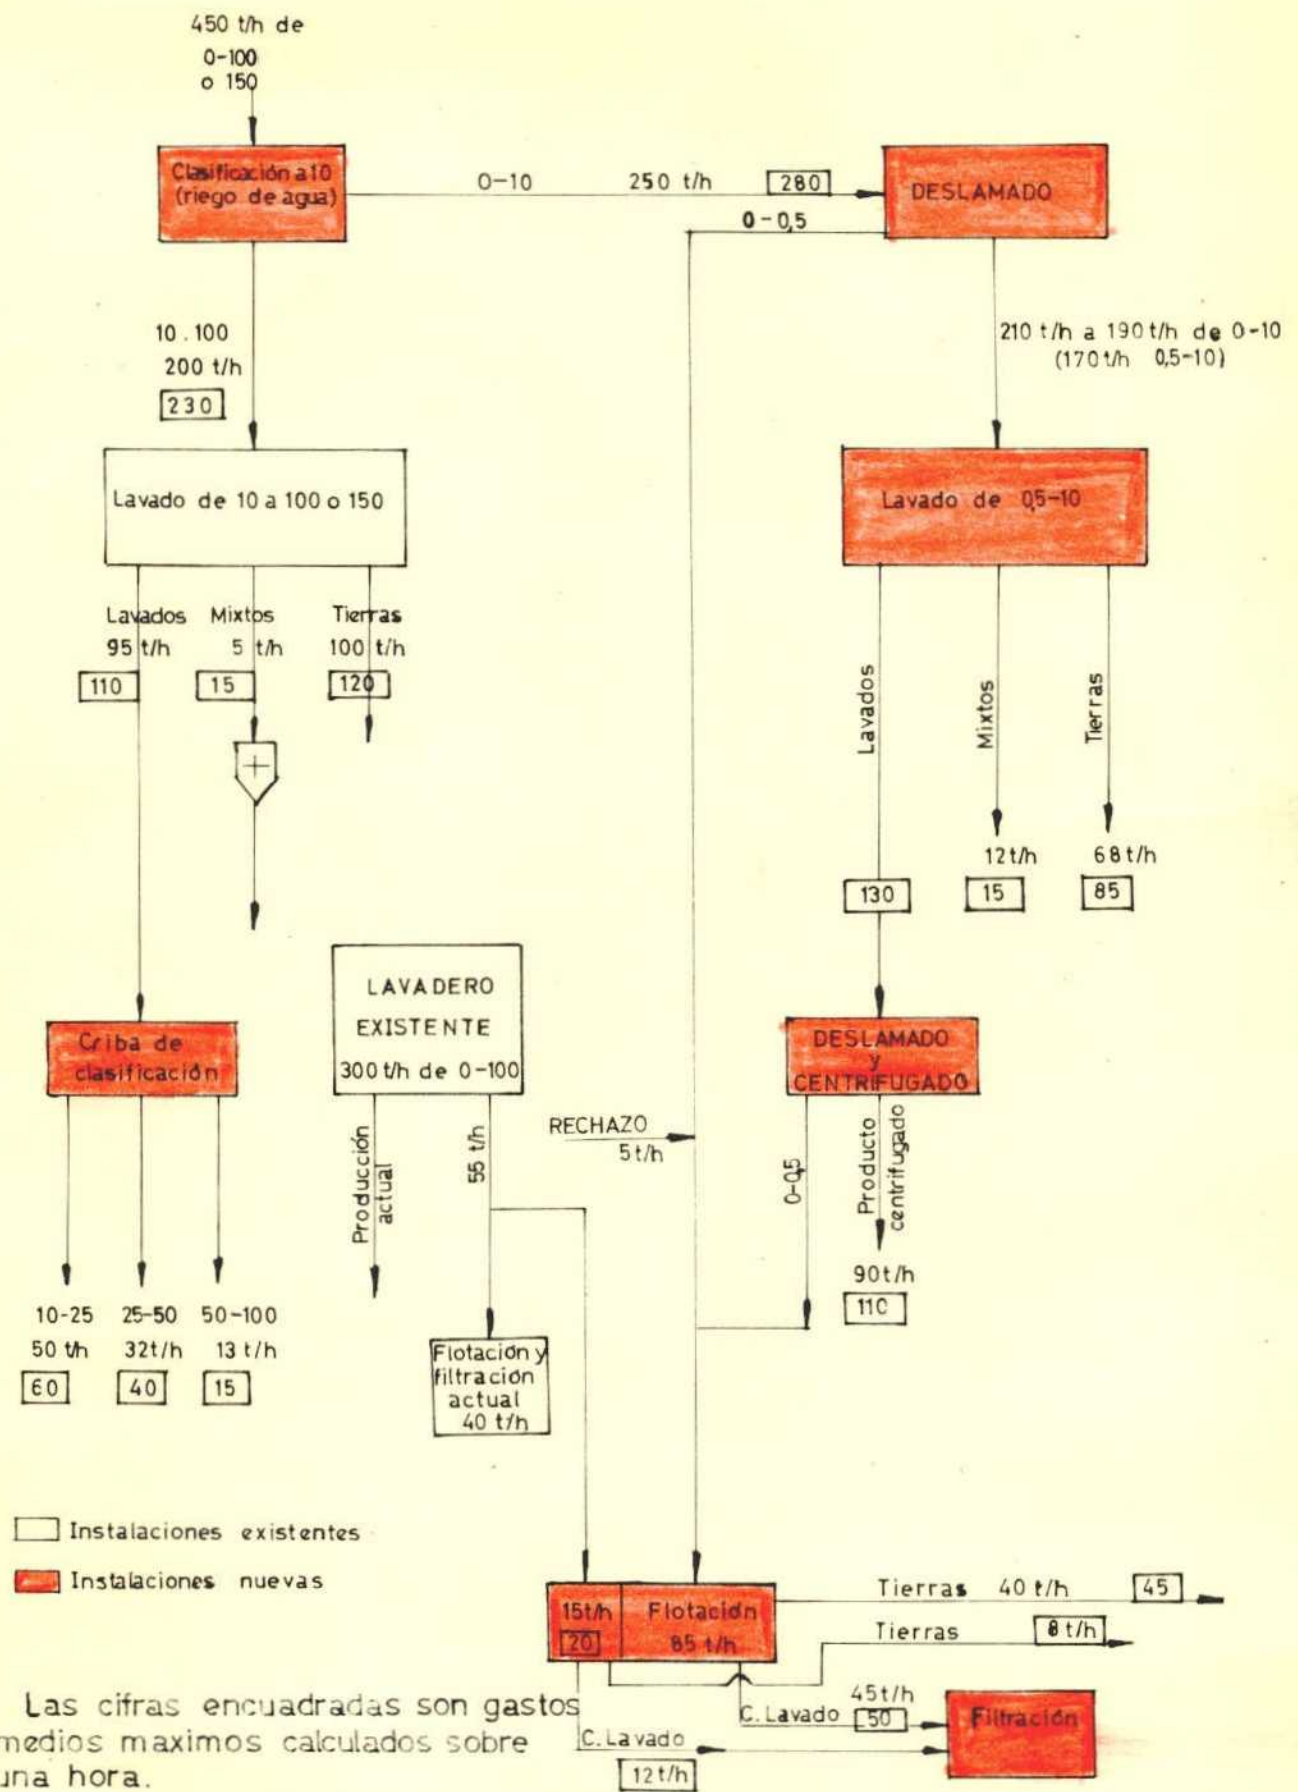 450 t/h de
0-100
o 150
Clasificación a 10
(riego de agua)
0-10 250 t/h 280
DESLAMADO
0-0,5
10.100
200 t/h
230
210 t/h a 190 t/h de 0-10
(170 t/h 0,5-10)
Lavado de 10 a 100 o 150
Lavado de 0,5-10
Lavados Mixtos Tierras
95 t/h 5 t/h 100 t/h
110 15 120
+
Lavados
Mixtos
Tierras
12 t/h 68 t/h
130 15 85
LAVADERO
EXISTENTE
300 t/h de 0-100
Criba de
clasificación
DESLAMADO
y
CENTRIFUGADO
Producción
actual
55 t/h
RECHAZO
5 t/h
0-0,5
Producto
centrifugado
90 t/h
110
10-25 25-50 50-100
50 t/h 32 t/h 13 t/h
60 40 15
Flotación y
filtración
actual
40 t/h
Instalaciones existentes
Instalaciones nuevas
15 t/h
20
Flotación
85 t/h
Tierras 40 t/h 45
Tierras 8 t/h
45 t/h
C. Lavado 50
Filtración
C. Lavado
12 t/h
Las cifras encuadradas son gastos
medios maximos calculados sobre
una hora.